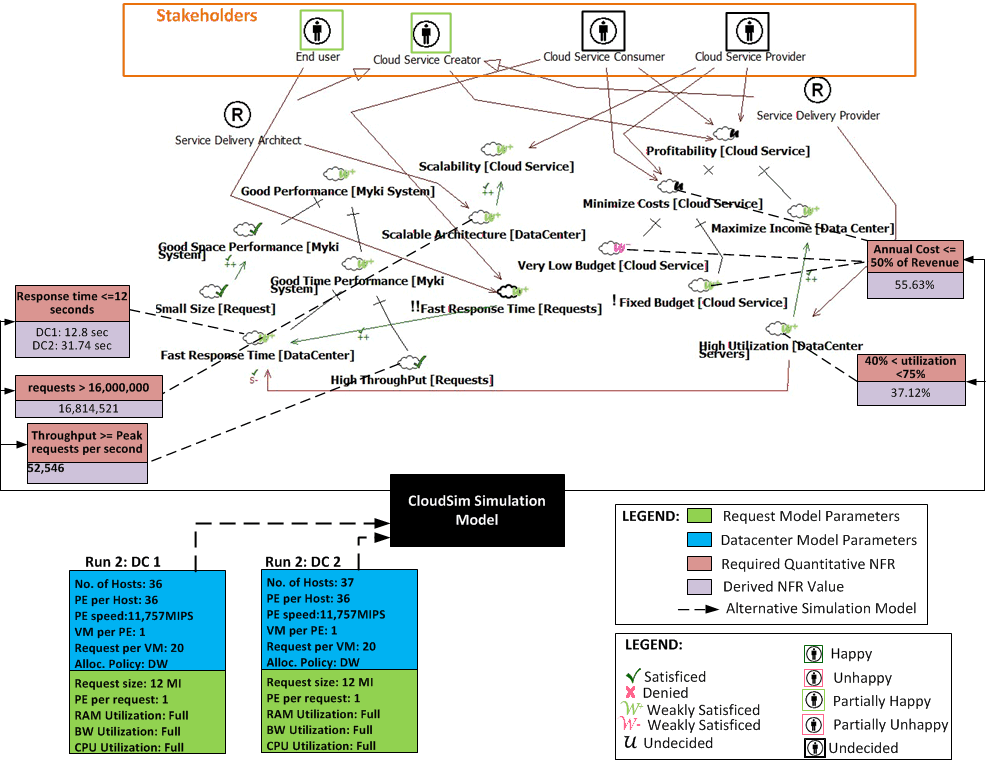 Stakeholders
End user
Cloud Service Creator
Cloud Service Consumer
Cloud Service Provider
R
Service Delivery Architect
R
Service Delivery Provider
u
Profitability [Cloud Service]
W+
Scalability [Cloud Service]
W+
Good Performance [Myki System]
u
Minimize Costs [Cloud Service]
W+
Scalable Architecture [DataCenter]
W+
Maximize Income [Data Center]
Good Space Performance [Myki
System]
++
W-
Very Low Budget [Cloud Service]
Annual Cost <=
50% of Revenue
55.63%
W+
Good Time Performance [Myki
System]
Small Size [Request]
W+
!!Fast Response Time [Requests]
W+
! Fixed Budget [Cloud Service]
++
++
++
Response time <=12
seconds
DC1: 12.8 sec
DC2: 31.74 sec
W+
Fast Response Time [DataCenter]
W+
High Utilization [DataCenter
Servers]
S-
High ThroughPut [Requests]
40% < utilization
<75%
37.12%
requests > 16,000,000
16,814,521
Throughput >= Peak
requests per second
52,546
CloudSim Simulation
Model
Run 2: DC 1
No. of Hosts: 36
PE per Host: 36
PE speed:11,757MIPS
VM per PE: 1
Request per VM: 20
Alloc. Policy: DW
Request size: 12 MI
PE per request: 1
RAM Utilization: Full
BW Utilization: Full
CPU Utilization: Full
Run 2: DC 2
No. of Hosts: 37
PE per Host: 36
PE speed:11,757MIPS
VM per PE: 1
Request per VM: 20
Alloc. Policy: DW
Request size: 12 MI
PE per request: 1
RAM Utilization: Full
BW Utilization: Full
CPU Utilization: Full
LEGEND:
Request Model Parameters
Datacenter Model Parameters
Required Quantitative NFR
Derived NFR Value
Alternative Simulation Model
LEGEND:
Satisficed
Denied
W+ Weakly Satisficed
W- Weakly Satisficed
u Undecided
Happy
Unhappy
Partially Happy
Partially Unhappy
Undecided